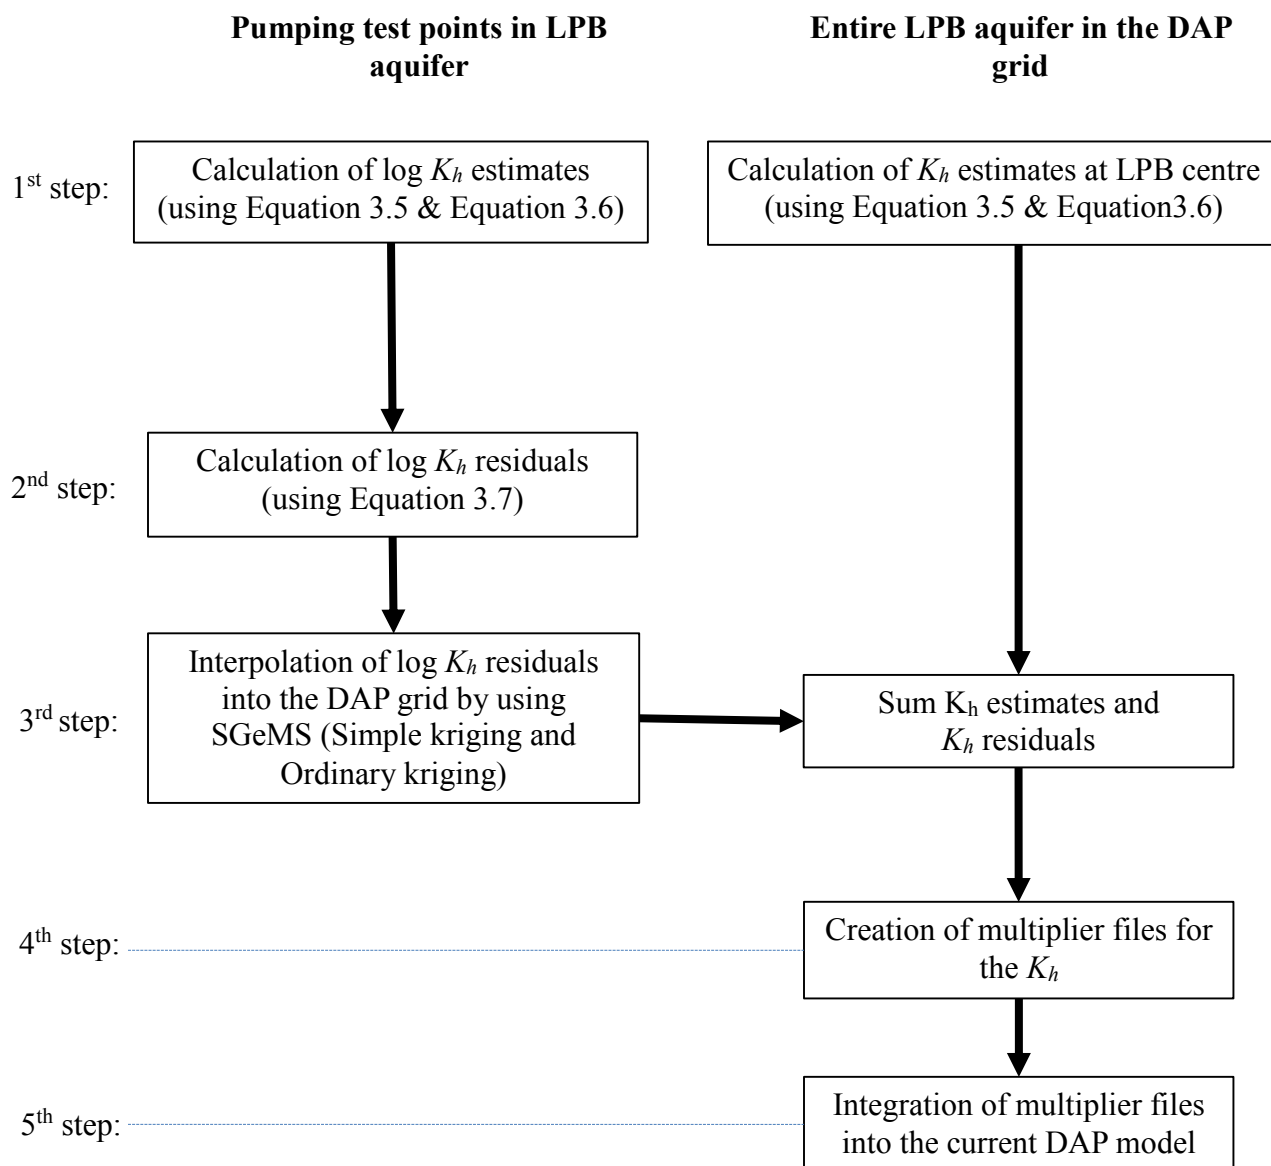 Pumping test points in LPB
aquifer
Entire LPB aquifer in the DAP
grid
1st step:
Calculation of log Kh estimates
(using Equation 3.5 & Equation 3.6)
Calculation of Kh estimates at LPB centre
(using Equation 3.5 & Equation3.6)
2nd step:
Calculation of log Kh residuals
(using Equation 3.7)
3rd step:
Interpolation of log Kh residuals
into the DAP grid by using
SGeMS (Simple kriging and
Ordinary kriging)
Sum Kh estimates and
Kh residuals
4th step:
Creation of multiplier files for
the Kh
5th step:
Integration of multiplier files
into the current DAP model